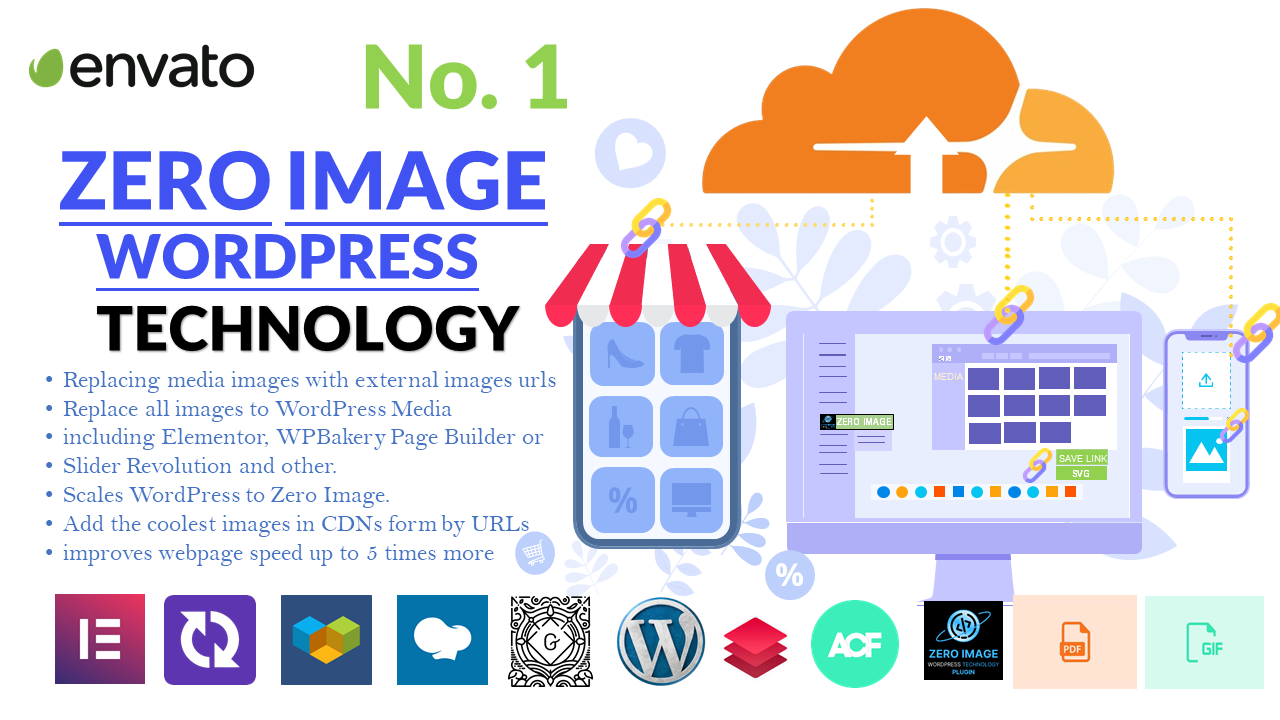 envato
No. 1
ZERO IMAGE
WORDPRESS
TECHNOLOGY
• Replacing media images with external images urls
• Replace all images to WordPress Media
• including Elementor, WPBakery Page Builder or
• Slider Revolution and other.
• Scales WordPress to Zero Image.
• Add the coolest images in CDNs form by URLs
• improves webpage speed up to 5 times more
%
%
MEDIA
ZERO IMAGE
SAVE LINK
SVG
G
W
ACF
ZERO IMAGE
WORDPRESS TECHNOLOGY
PLUGIN
PDF
GIF